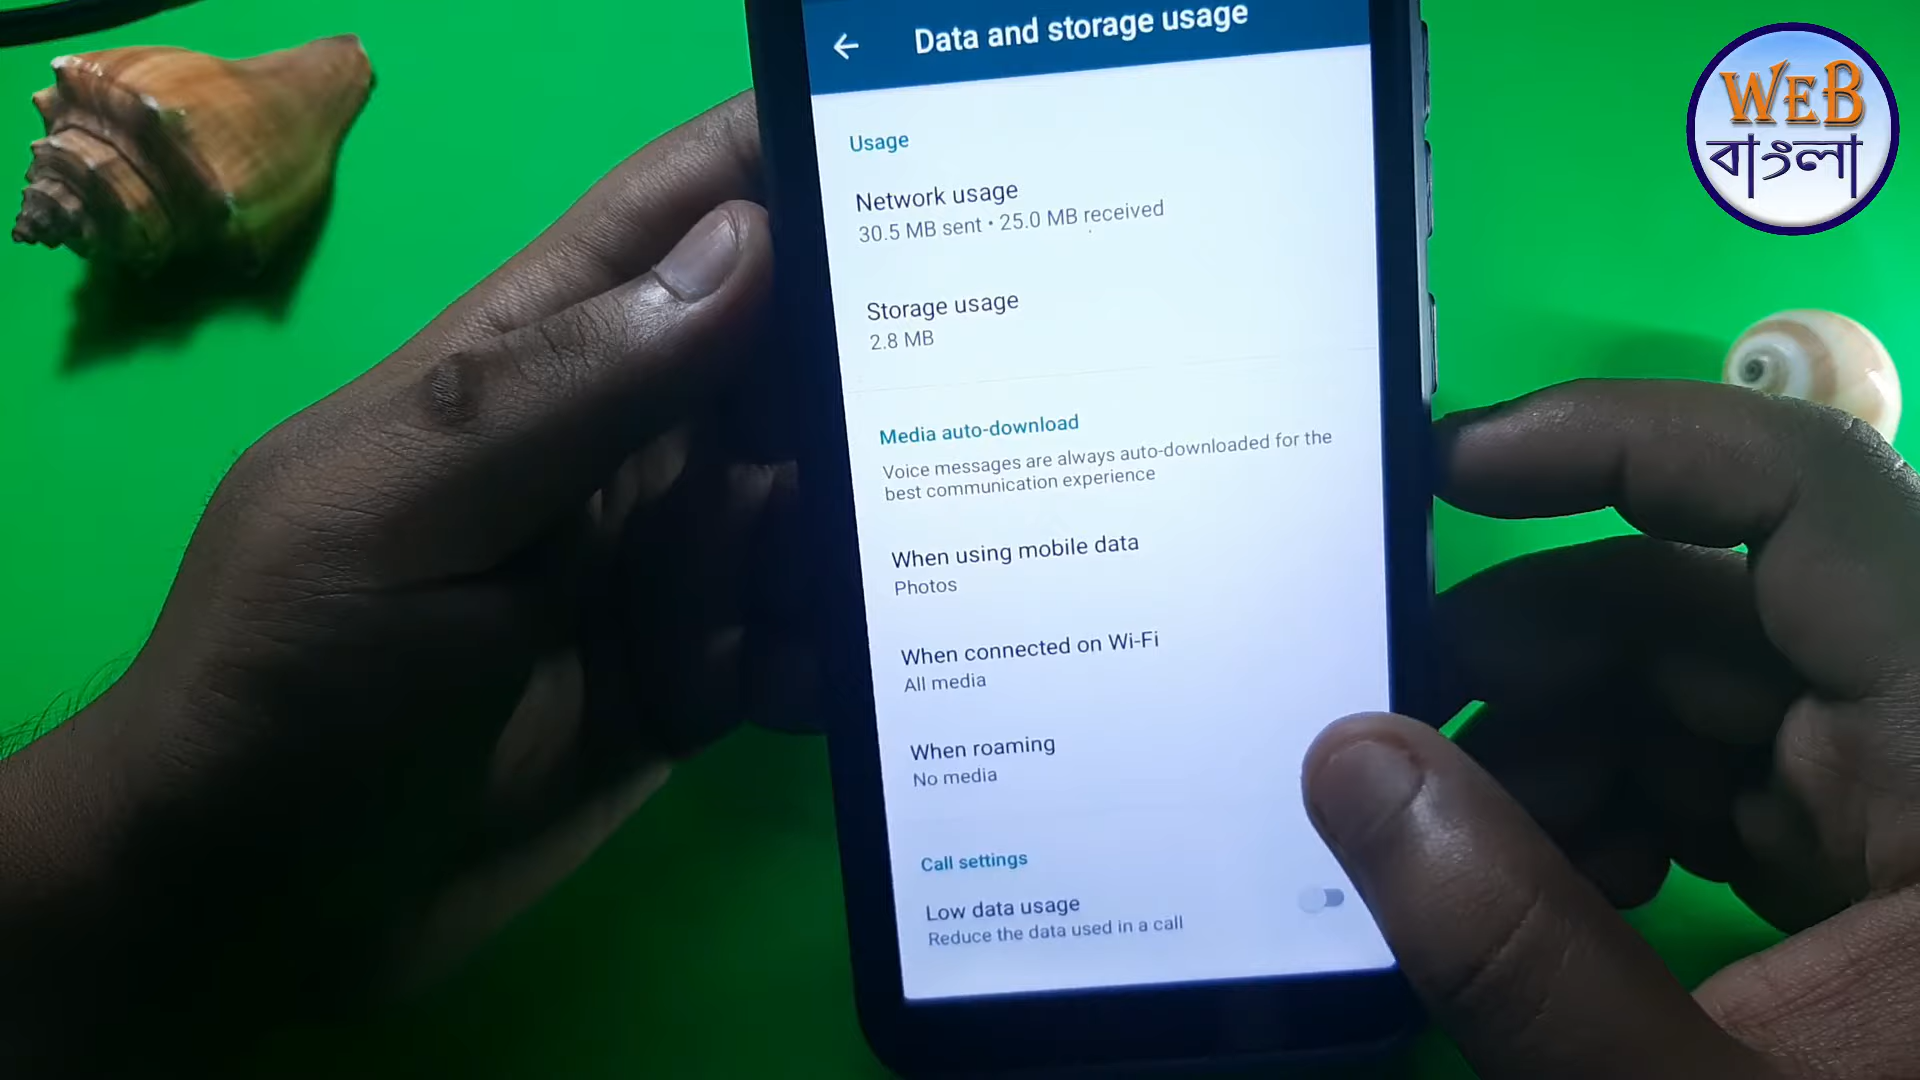 Data and storage usage
WEB
বাংলা
Usage
Network usage
30.5 MB sent • 25.0 MB received
Storage usage
2.8 MB
Media auto-download
Voice messages are always auto-downloaded for the
best communication experience
When using mobile data
Photos
When connected on Wi-Fi
All media
When roaming
No media
Call settings
Low data usage
Reduce the data used in a call